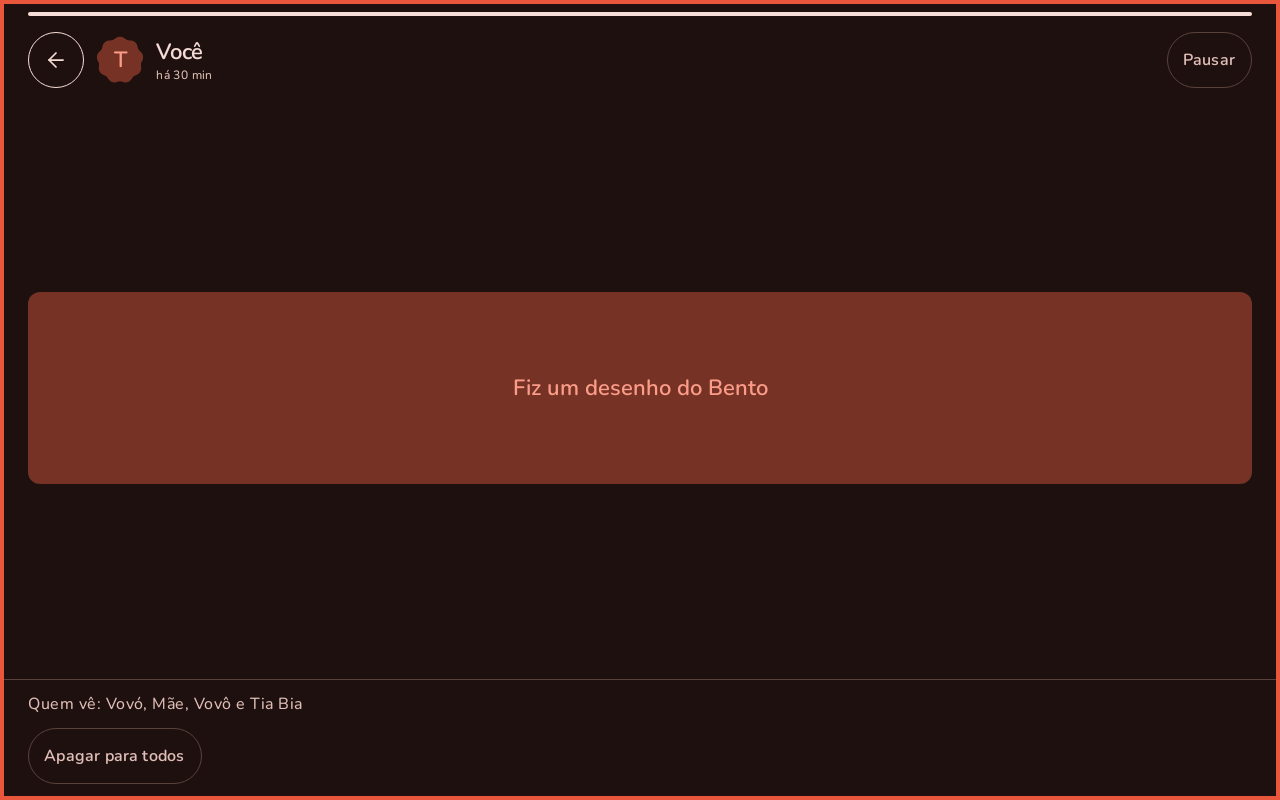 T
Você
há 30 min
Pausar
Fiz um desenho do Bento
Quem vê: Vovó, Mãe, Vovô e Tia Bia
Apagar para todos